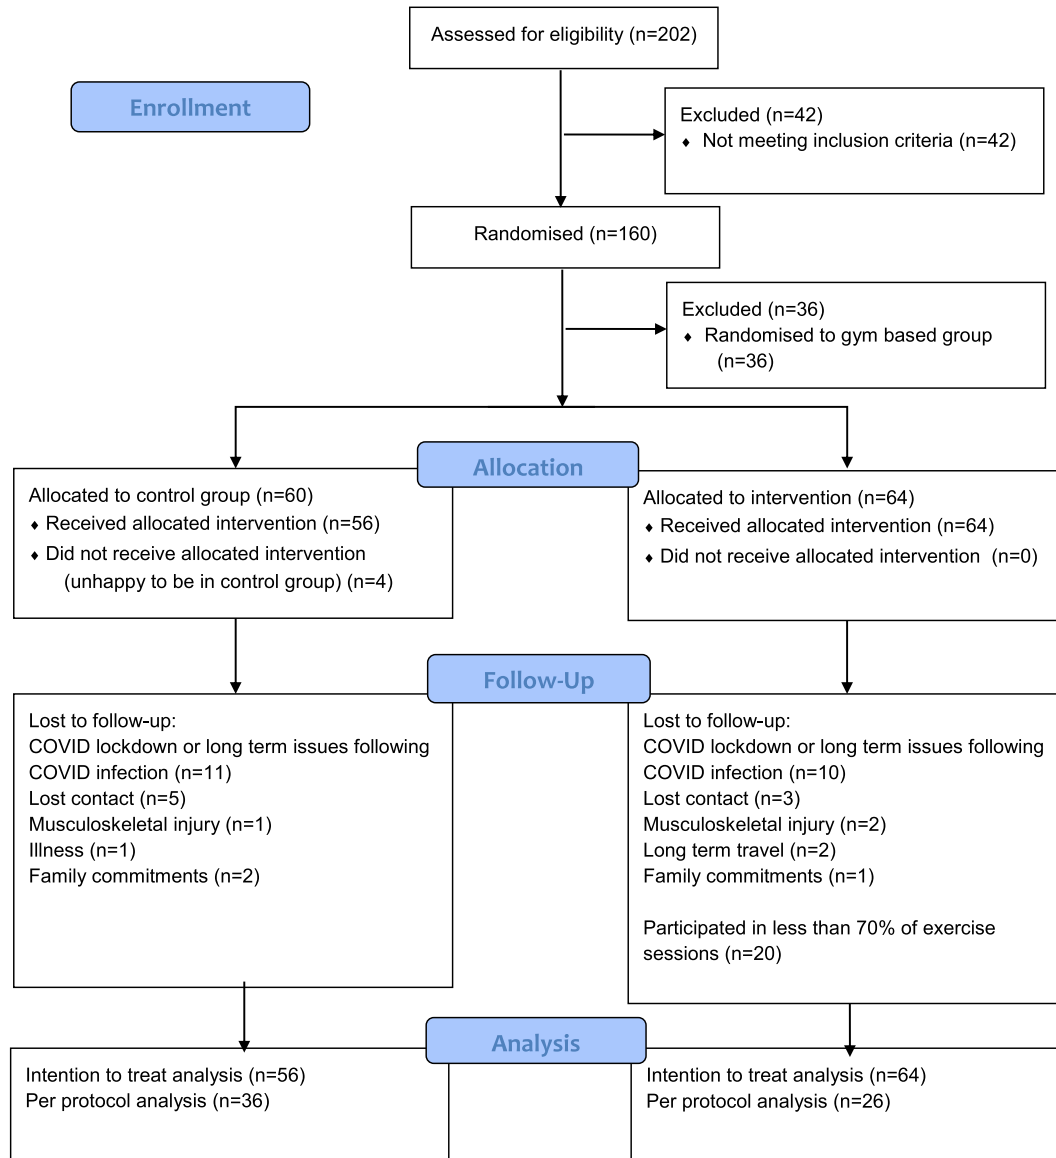 Assessed for eligibility (n=202)
Enrollment
Excluded (n=42)
♦ Not meeting inclusion criteria (n=42)
Randomised (n=160)
Excluded (n=36)
♦ Randomised to gym based group
(n=36)
Allocation
Allocated to control group (n=60)
♦ Received allocated intervention (n=56)
♦ Did not receive allocated intervention
(unhappy to be in control group) (n=4)
Allocated to intervention (n=64)
♦ Received allocated intervention (n=64)
♦ Did not receive allocated intervention (n=0)
Follow-Up
Lost to follow-up:
COVID lockdown or long term issues following
COVID infection (n=11)
Lost contact (n=5)
Musculoskeletal injury (n=1)
Illness (n=1)
Family commitments (n=2)
Lost to follow-up:
COVID lockdown or long term issues following
COVID infection (n=10)
Lost contact (n=3)
Musculoskeletal injury (n=2)
Long term travel (n=2)
Family commitments (n=1)
Participated in less than 70% of exercise
sessions (n=20)
Analysis
Intention to treat analysis (n=56)
Per protocol analysis (n=36)
Intention to treat analysis (n=64)
Per protocol analysis (n=26)